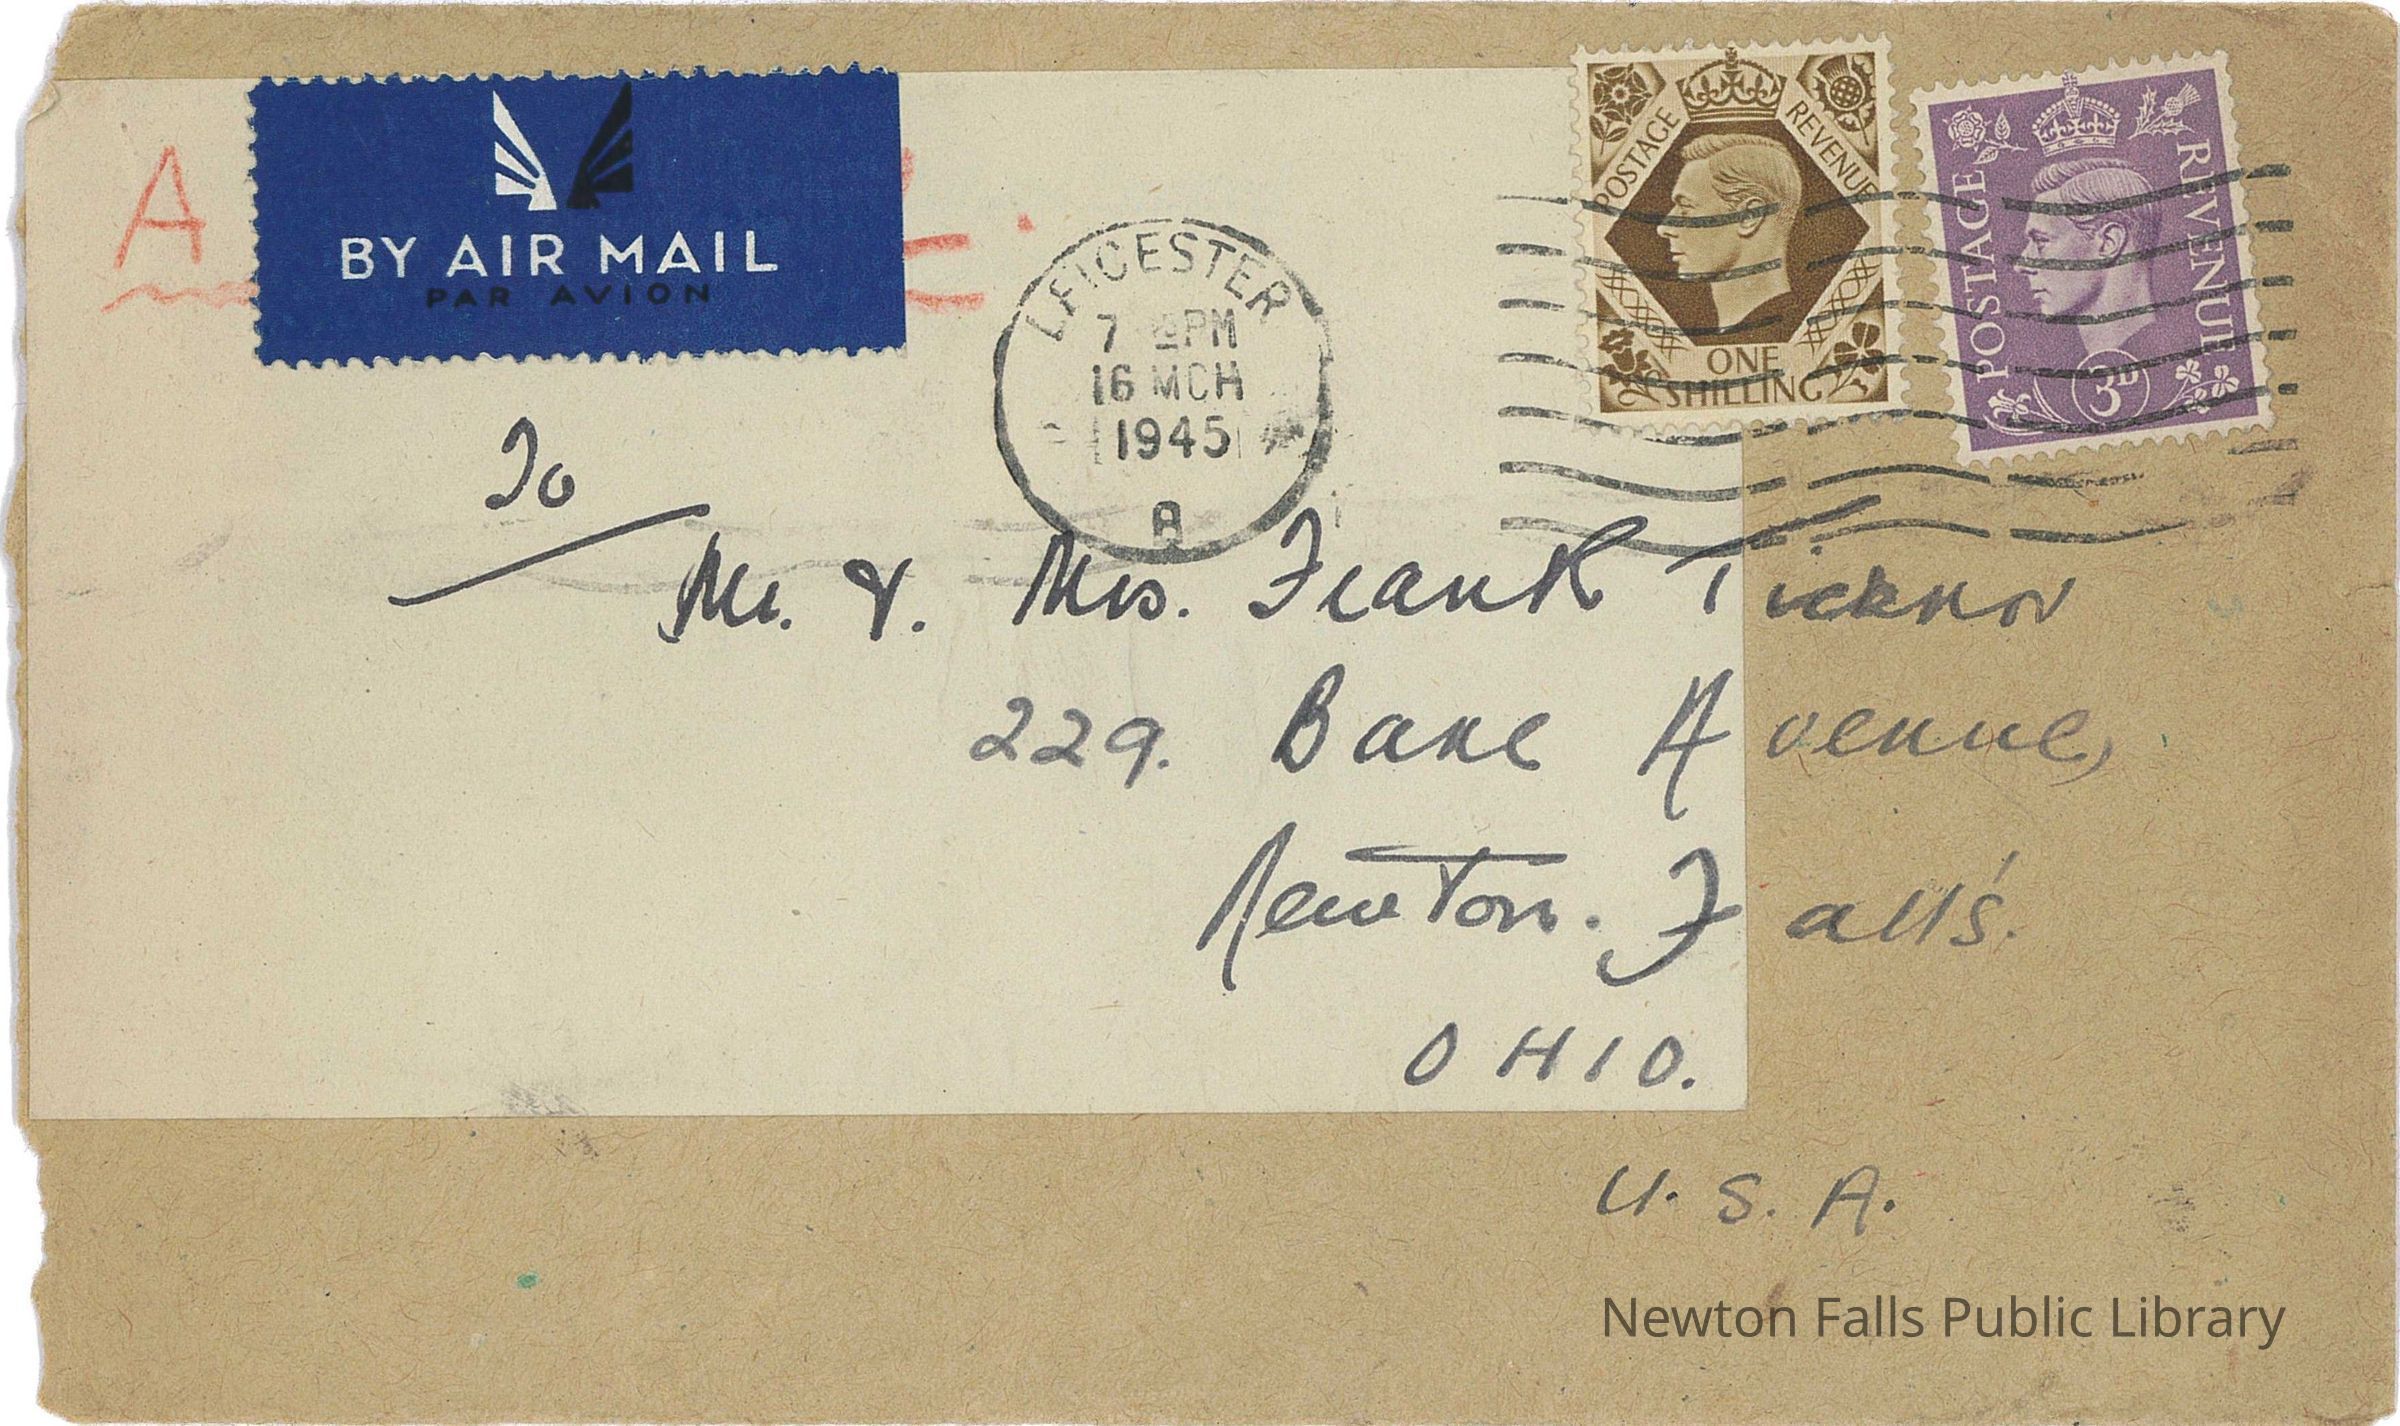 A L.
BY AIR MAIL
PAR AVION
LEICESTER
7 PM
16 MCH
1945
A
POSTAGE REVENUE
ONE
SHILLING
POSTAGE REVENUE
3D
To
Mr. & Mrs. Frank Ticknor
229. Bane Avenue,
Newton. Fall's.
OHIO.
U. S. A.
Newton Falls Public Library